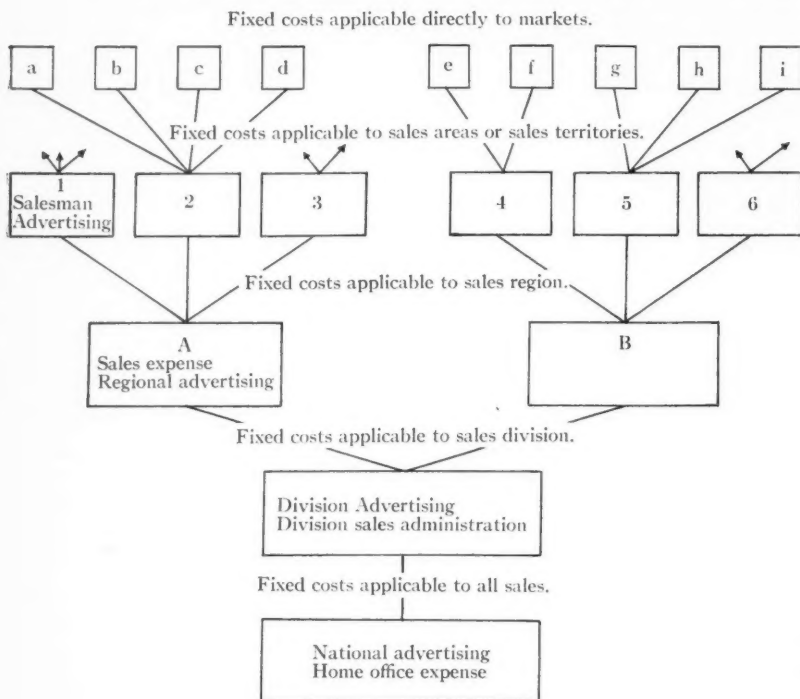 Fixed costs applicable directly to markets.
a b c d e f g h i
Fixed costs applicable to sales areas or sales territories.
1 2 3 4 5 6
Salesman
Advertising
Fixed costs applicable to sales region.
A B
Sales expense
Regional advertising
Fixed costs applicable to sales division.
Division Advertising
Division sales administration
Fixed costs applicable to all sales.
National advertising
Home office expense